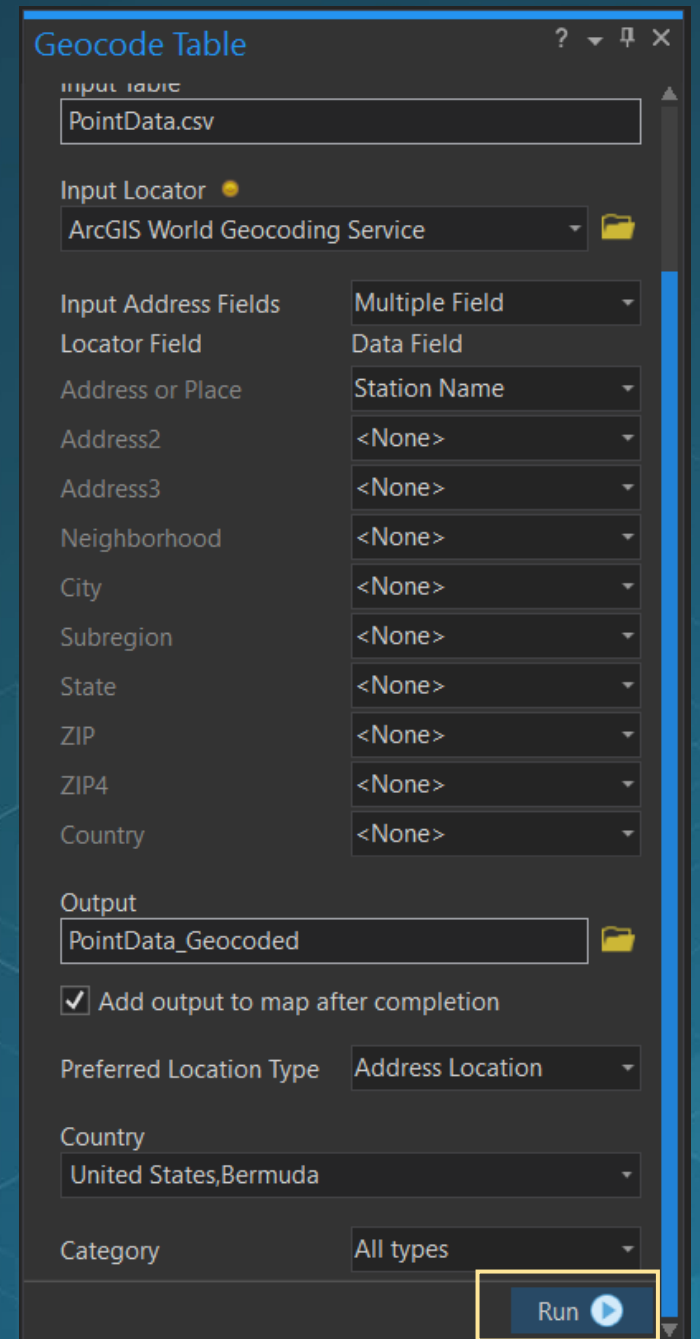 Geocode Table ?
Input Table
PointData.csv
Input Locator
ArcGIS World Geocoding Service
Input Address Fields Multiple Field
Locator Field Data Field
Address or Place Station Name
Address2 <None>
Address3 <None>
Neighborhood <None>
City <None>
Subregion <None>
State <None>
ZIP <None>
ZIP4 <None>
Country <None>
Output
PointData_Geocoded
Add output to map after completion
Preferred Location Type Address Location
Country
United States,Bermuda
Category All types
Run